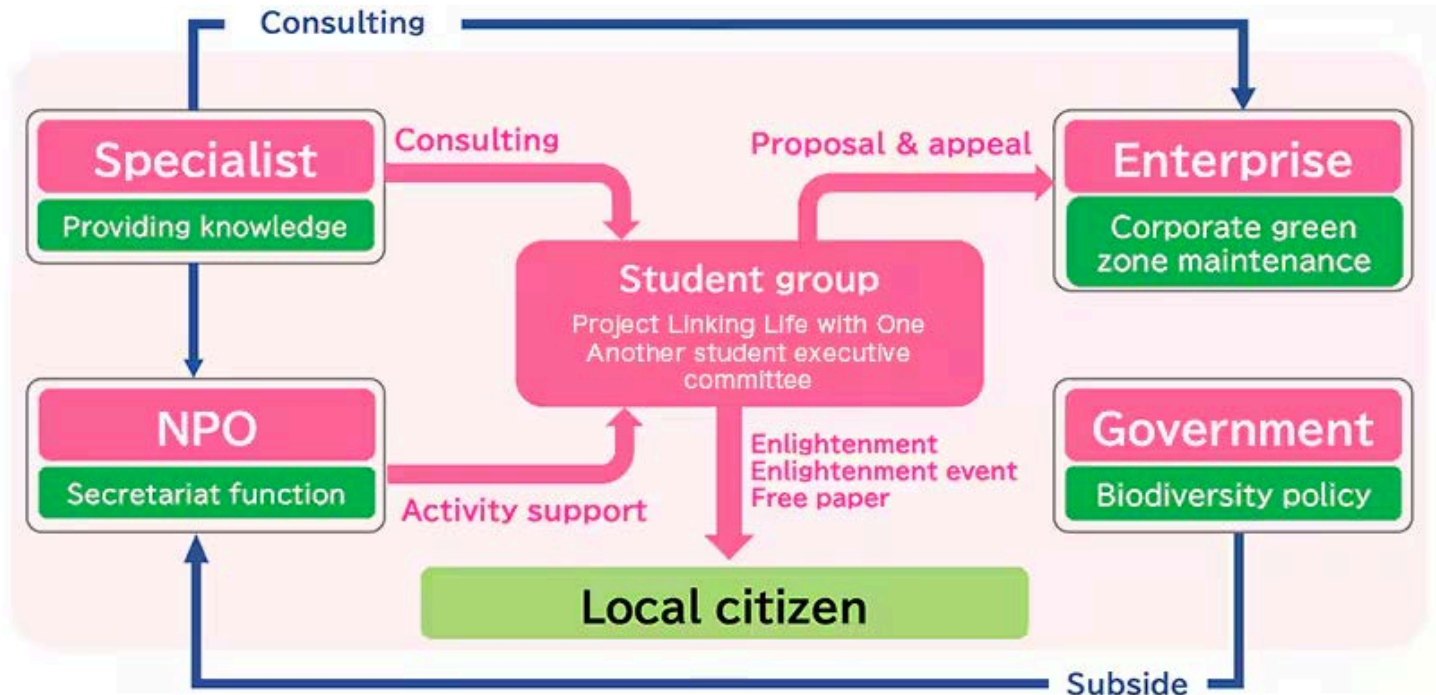 Consulting
Specialist
Providing knowledge
Consulting
Proposal & appeal
Enterprise
Corporate green
zone maintenance
Student group
Project Linking Life with One
Another student executive
committee
NPO
Secretariat function
Activity support
Enlightenment
Enlightenment event
Free paper
Government
Biodiversity policy
Local citizen
Subside